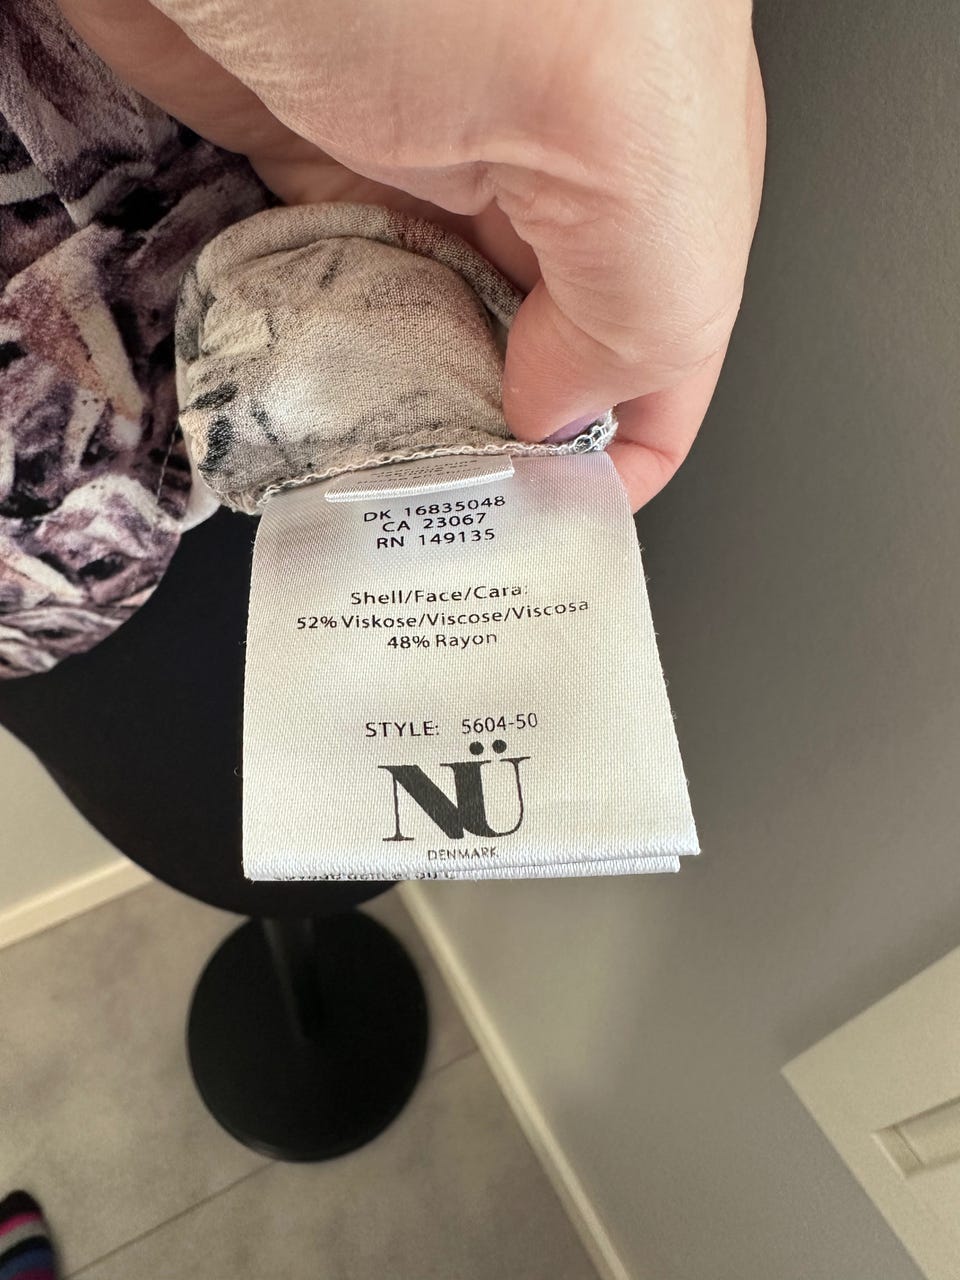 DK 16835048
CA 23067
RN 149135
Shell/Face/Cara:
52% Viskose/Viscose/Viscosa
48% Rayon
STYLE: 5604-50
NÜ
DENMARK